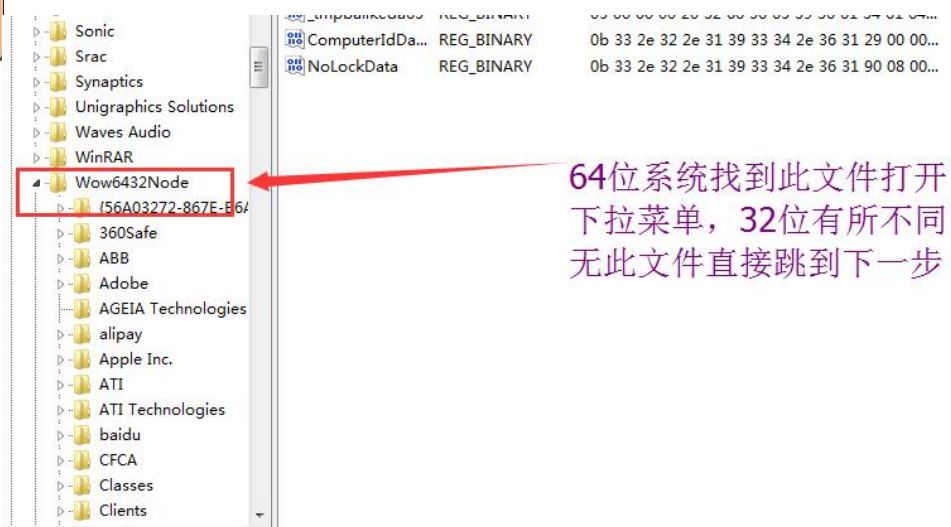 Sonic
Srac
Synaptics
Unigraphics Solutions
Waves Audio
WinRAR
Wow6432Node
360Safe
ABB
Adobe
AGEIA Technologies
alipay
Apple Inc.
ATI
ATI Technologies
baidu
CFCA
Classes
Clients
ComputerIdDa... REG_BINARY 0b 33 2e 32 2e 31 39 33 34 2e 36 31 29 00 00...
NoLockData REG_BINARY 0b 33 2e 32 2e 31 39 33 34 2e 36 31 90 08 00...
64位系统找到此文件打开
下拉菜单，32位有所不同
无此文件直接跳到下一步